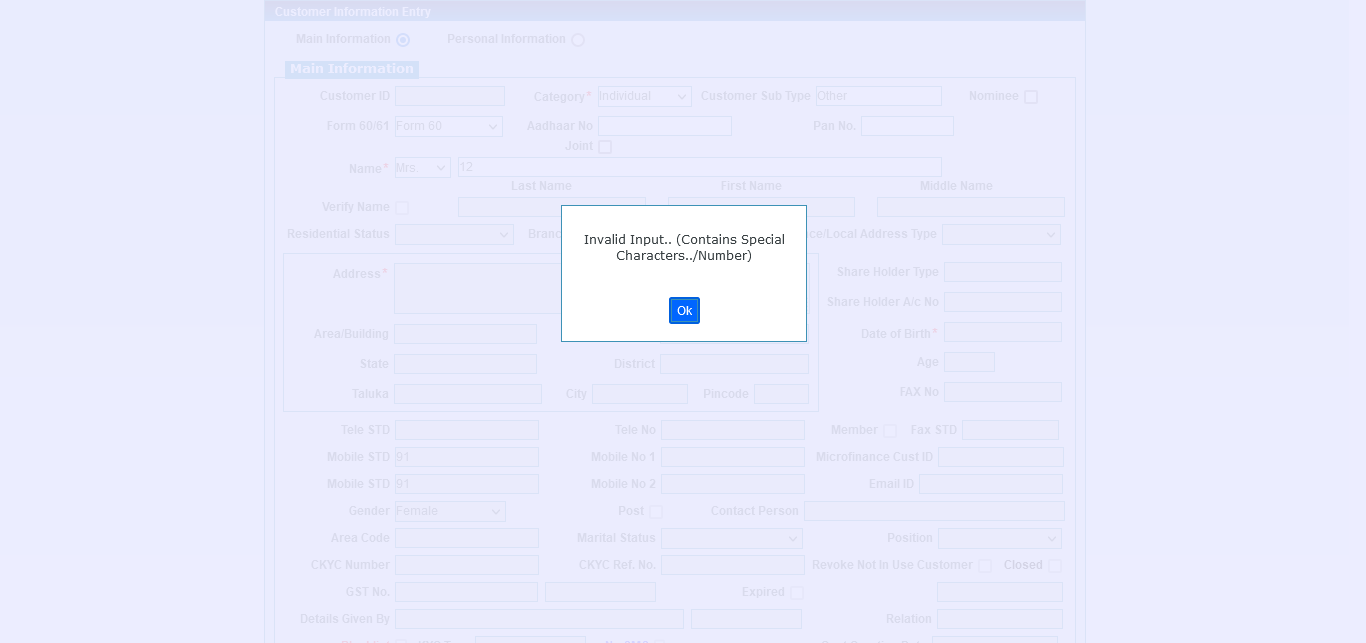 Customer Information Entry
Main Information Personal Information
Main Information
Customer ID Category* Individual Customer Sub Type Other Nominee
Form 60/61 Form 60 Aadhaar No Pan No.
Joint
Name* Mrs. 12
Last Name First Name Middle Name
Verify Name
Residential Status Branc ce/Local Address Type
Invalid Input.. (Contains Special
Characters../Number)
Ok
Address* Share Holder Type
Share Holder A/c No
Area/Building Date of Birth*
State District Age
Taluka City Pincode FAX No
Tele STD Tele No Member Fax STD
Mobile STD 91 Mobile No 1 Microfinance Cust ID
Mobile STD 91 Mobile No 2 Email ID
Gender Female Post Contact Person
Area Code Marital Status Position
CKYC Number CKYC Ref. No. Revoke Not In Use Customer Closed
GST No. Expired
Details Given By Relation